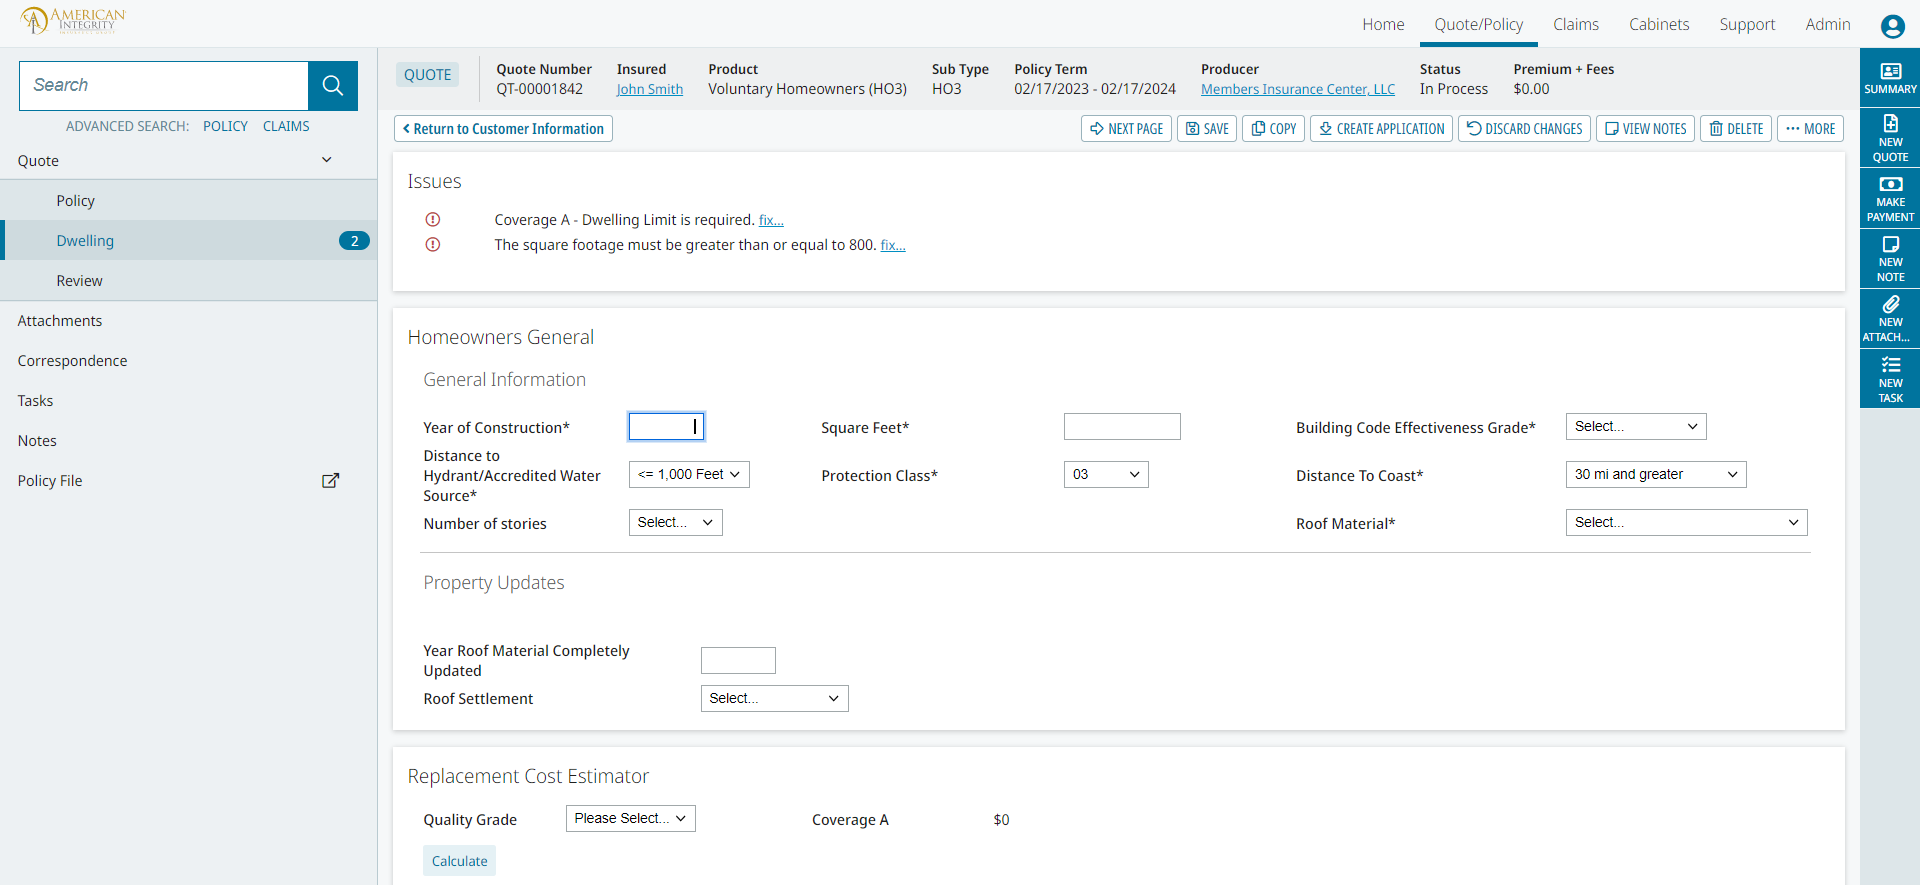 AMERICAN
INTEGRITY
INSURANCE GROUP
Home
Quote/Policy
Claims
Cabinets
Support
Admin
Search
ADVANCED SEARCH: POLICY CLAIMS
Quote
Policy
Dwelling 2
Review
Attachments
Correspondence
Tasks
Notes
Policy File
QUOTE
Quote Number
QT-00001842
Insured
John Smith
Product
Voluntary Homeowners (HO3)
Sub Type
HO3
Policy Term
02/17/2023 - 02/17/2024
Producer
Members Insurance Center, LLC
Status
In Process
Premium + Fees
$0.00
Return to Customer Information
NEXT PAGE
SAVE
COPY
CREATE APPLICATION
DISCARD CHANGES
VIEW NOTES
DELETE
MORE
Issues
Coverage A - Dwelling Limit is required. fix...
The square footage must be greater than or equal to 800. fix...
Homeowners General
General Information
Year of Construction*
Square Feet*
Building Code Effectiveness Grade* Select...
Distance to
Hydrant/Accredited Water
Source*
<= 1,000 Feet
Protection Class* 03
Distance To Coast* 30 mi and greater
Number of stories Select...
Roof Material* Select...
Property Updates
Year Roof Material Completely
Updated
Roof Settlement Select...
Replacement Cost Estimator
Quality Grade Please Select...
Coverage A $0
Calculate
SUMMARY
NEW
QUOTE
MAKE
PAYMENT
NEW
NOTE
NEW
ATTACH...
NEW
TASK